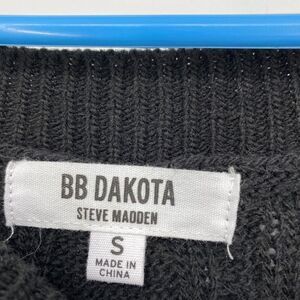 BB DAKOTA
STEVE MADDEN
S
MADE IN
CHINA